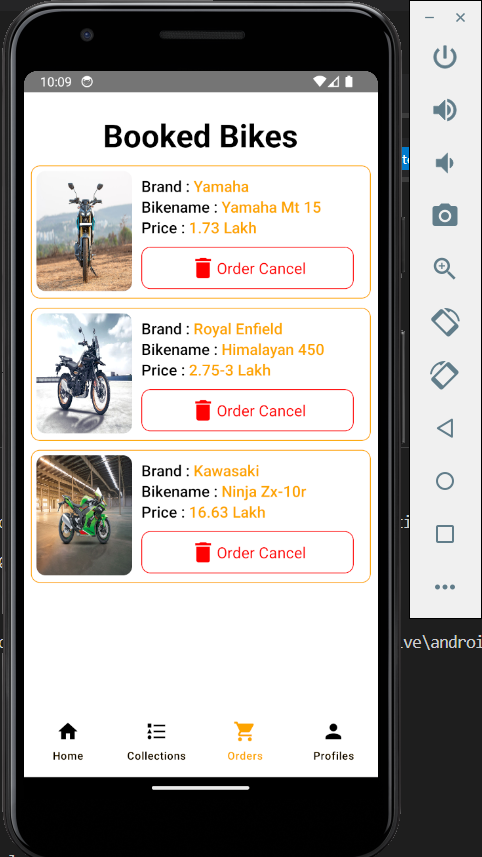 10:09
Booked Bikes
Brand : Yamaha
Bikename : Yamaha Mt 15
Price : 1.73 Lakh
Order Cancel
Brand : Royal Enfield
Bikename : Himalayan 450
Price : 2.75-3 Lakh
Order Cancel
Brand : Kawasaki
Bikename : Ninja Zx-10r
Price : 16.63 Lakh
Order Cancel
ive\androi
Home Collections Orders Profiles